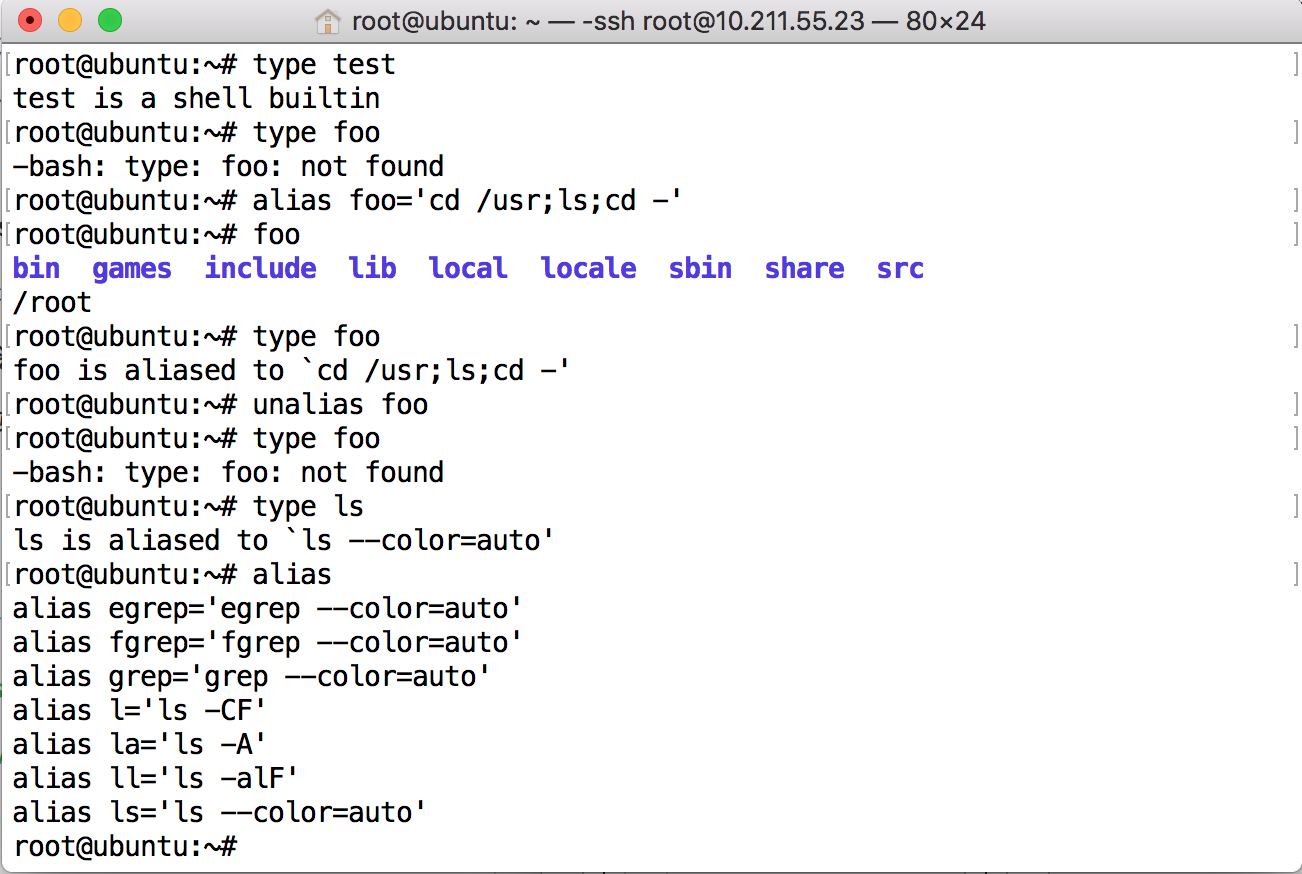 root@ubuntu: ~ — -ssh root@10.211.55.23 — 80×24
[root@ubuntu:~# type test ]
test is a shell builtin
[root@ubuntu:~# type foo ]
-bash: type: foo: not found
[root@ubuntu:~# alias foo='cd /usr;ls;cd -' ]
[root@ubuntu:~# foo ]
bin  games  include  lib  local  locale  sbin  share  src
/root
[root@ubuntu:~# type foo ]
foo is aliased to `cd /usr;ls;cd -'
[root@ubuntu:~# unalias foo ]
[root@ubuntu:~# type foo ]
-bash: type: foo: not found
[root@ubuntu:~# type ls ]
ls is aliased to `ls --color=auto'
[root@ubuntu:~# alias ]
alias egrep='egrep --color=auto'
alias fgrep='fgrep --color=auto'
alias grep='grep --color=auto'
alias l='ls -CF'
alias la='ls -A'
alias ll='ls -alF'
alias ls='ls --color=auto'
root@ubuntu:~#